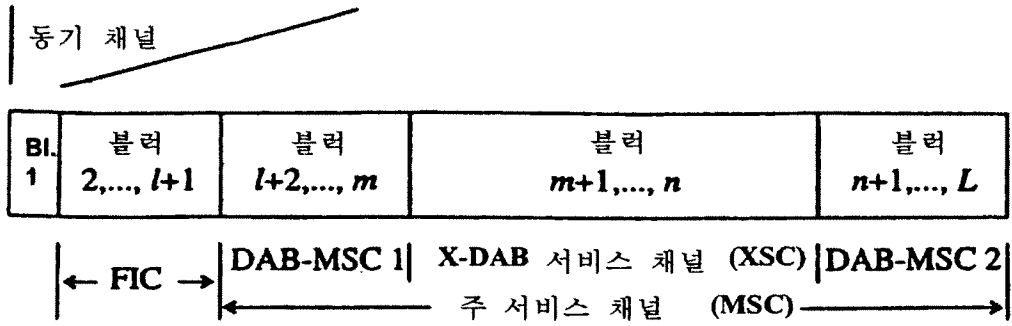 동기 채널
BI. 블럭 블럭 블럭 블럭
1 2,..., l+1 l+2,..., m m+1,..., n n+1,..., L
← FIC → DAB-MSC 1 X-DAB 서비스 채널 (XSC) DAB-MSC 2
주 서비스 채널 (MSC)